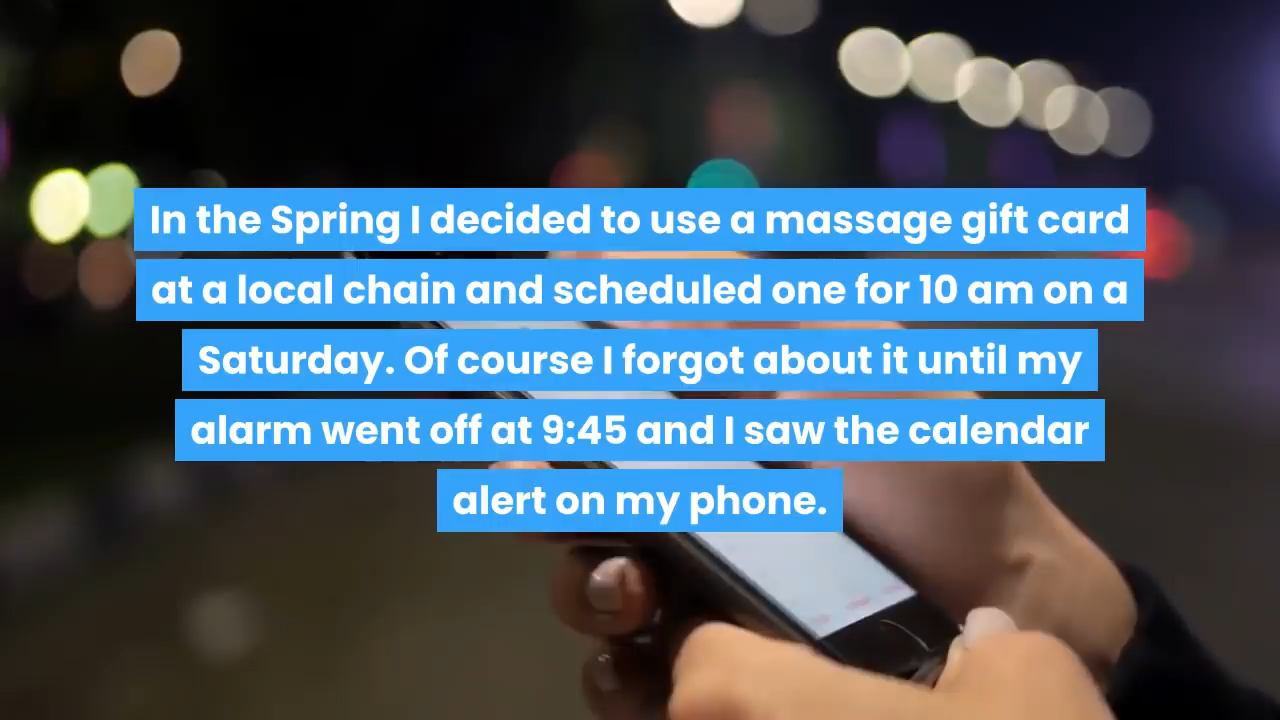 In the Spring I decided to use a massage gift card
at a local chain and scheduled one for 10 am on a
Saturday. Of course I forgot about it until my
alarm went off at 9:45 and I saw the calendar
alert on my phone.